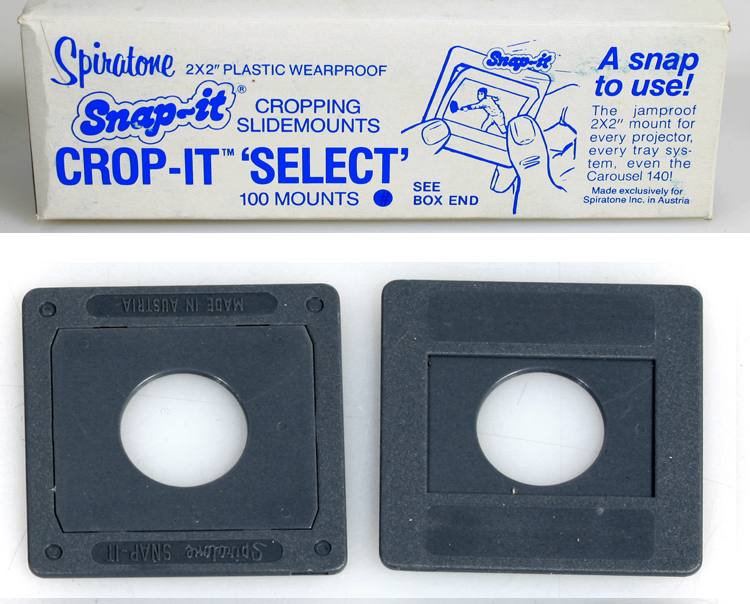 Spiratone 2X2" PLASTIC WEARPROOF
Snap-it® CROPPING
SLIDEMOUNTS
CROP-IT™ 'SELECT'
100 MOUNTS
SEE
BOX END
Snap-it
A snap
to use!
The jamproof
2X2" mount for
every projector,
every tray sys-
tem, even the
Carousel 140!
Made exclusively for
Spiratone Inc. in Austria
MADE IN AUSTRIA
Spiratone SNAP-IT